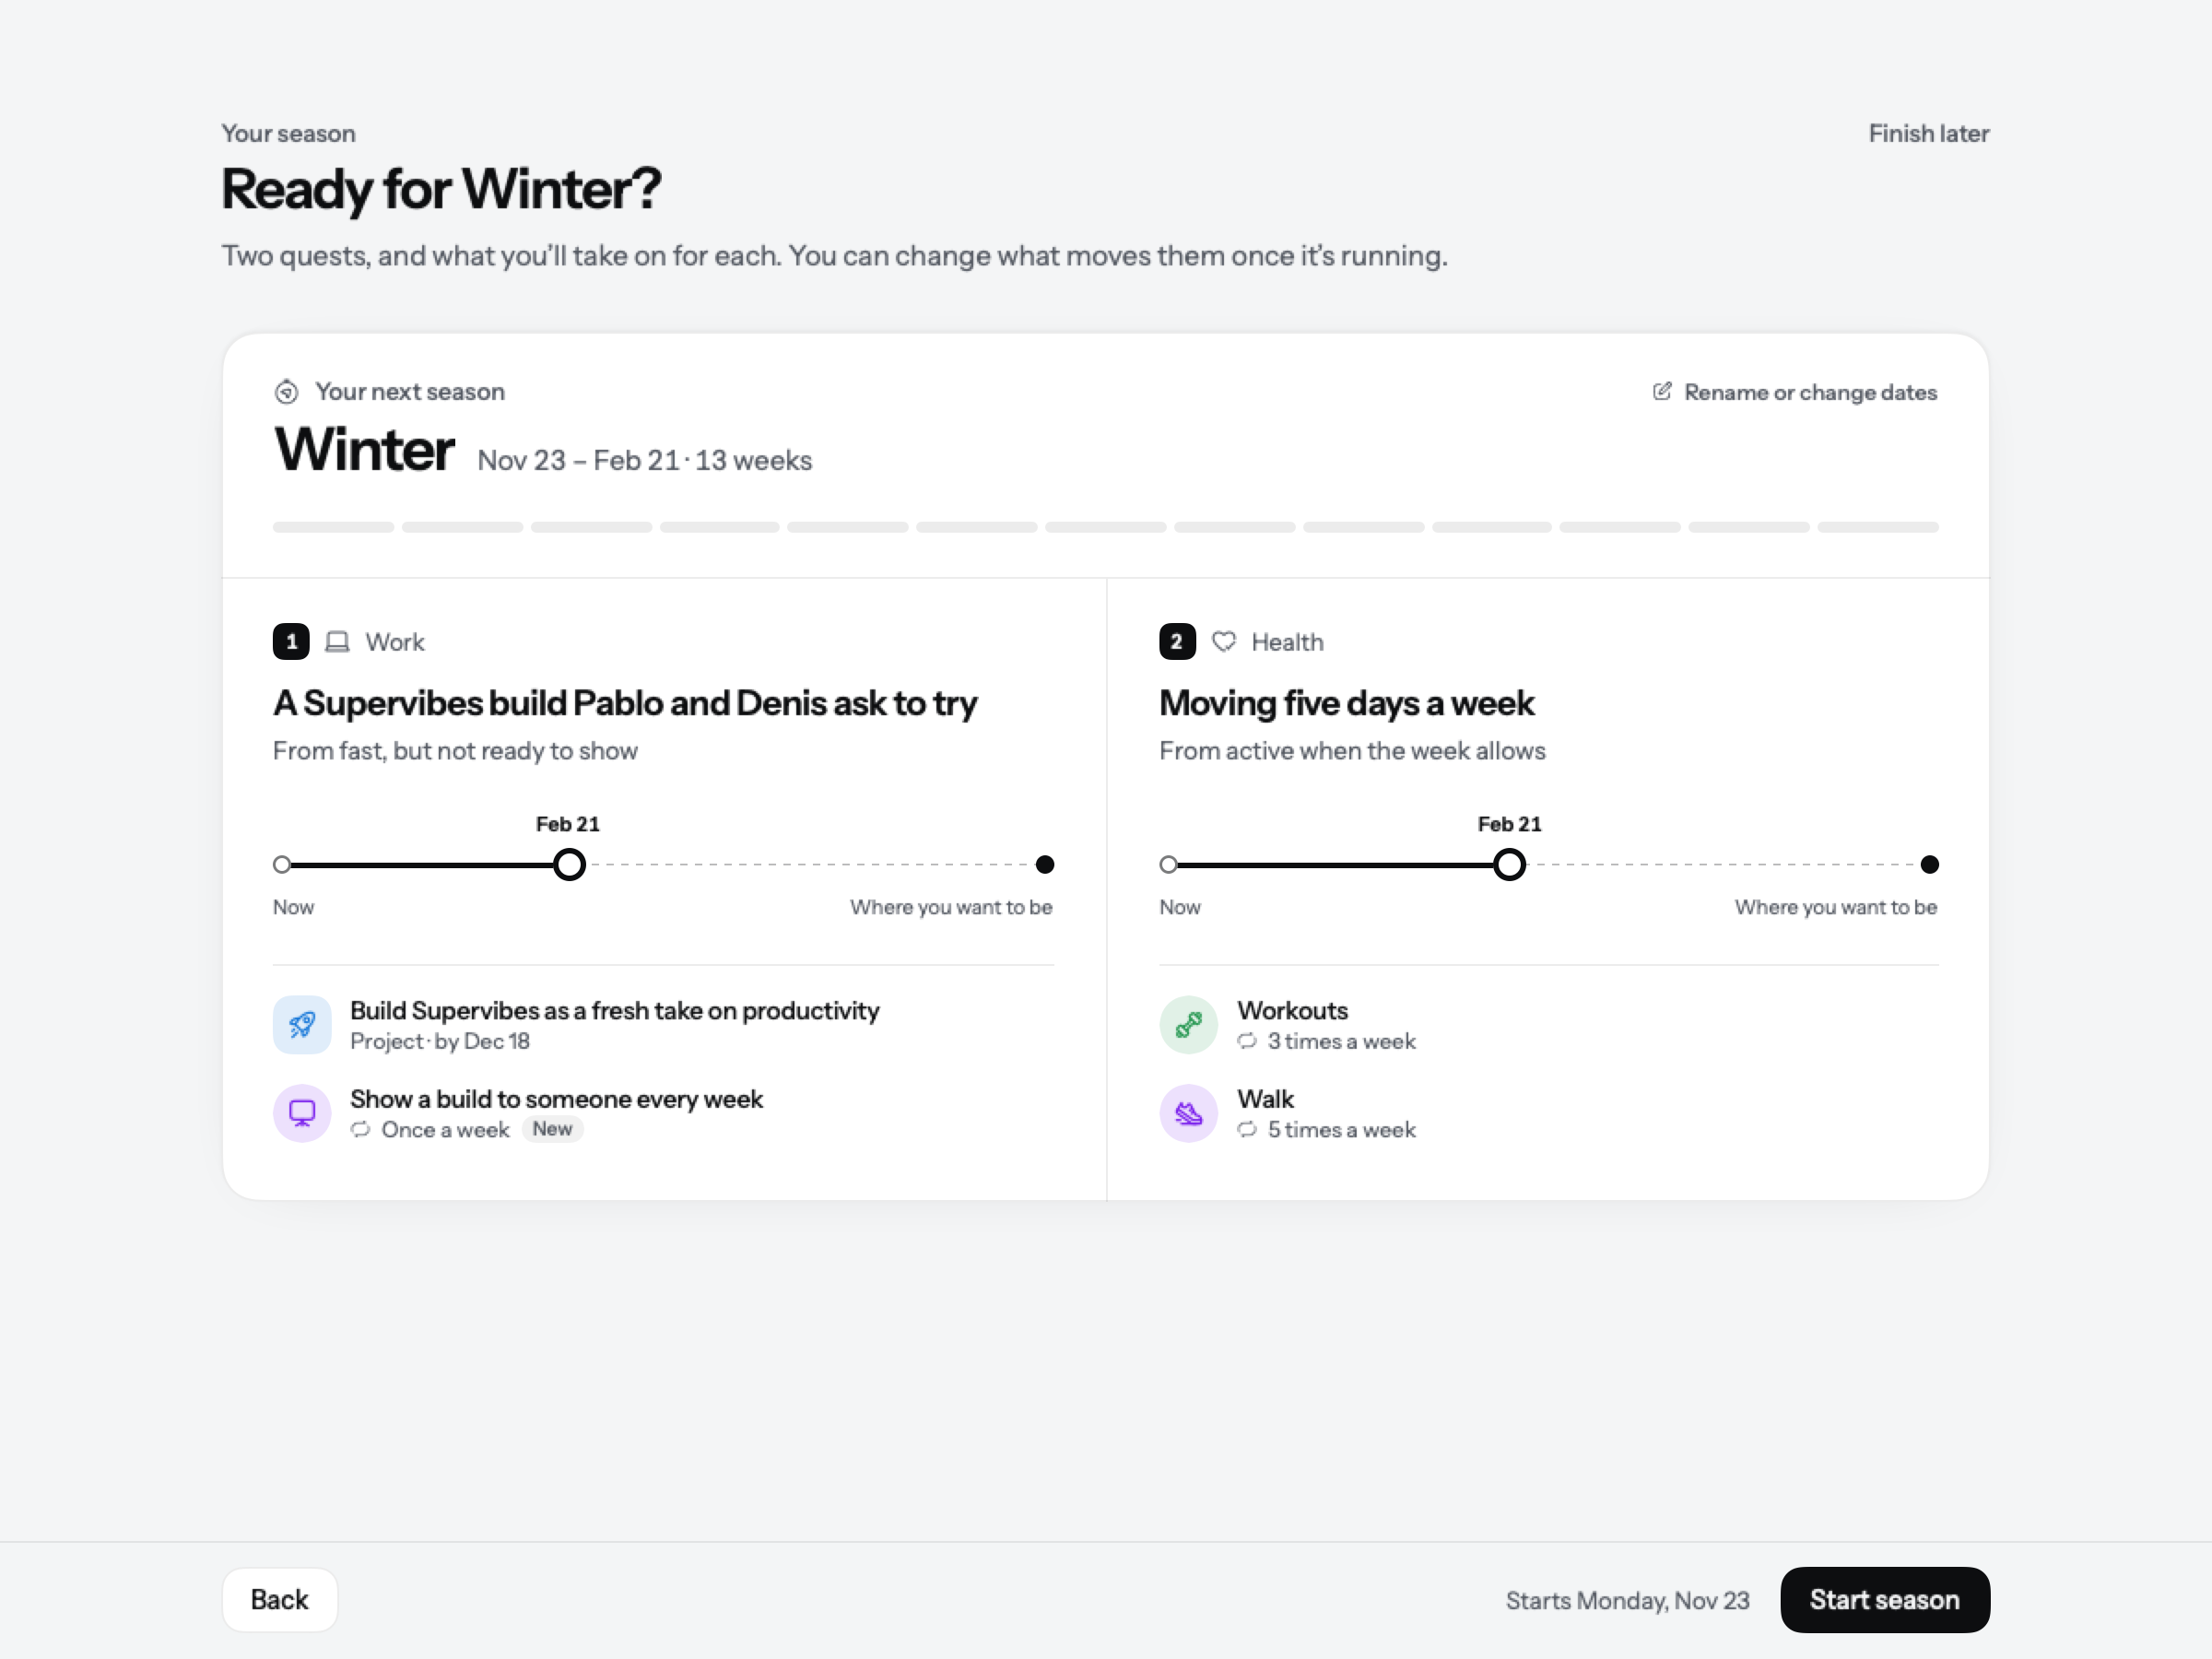 Your season
Finish later
Ready for Winter?
Two quests, and what you’ll take on for each. You can change what moves them once it’s running.
Your next season
Rename or change dates
Winter Nov 23 – Feb 21 · 13 weeks
1 Work
A Supervibes build Pablo and Denis ask to try
From fast, but not ready to show
Feb 21
Now
Where you want to be
Build Supervibes as a fresh take on productivity
Project · by Dec 18
Show a build to someone every week
Once a week New
2 Health
Moving five days a week
From active when the week allows
Feb 21
Now
Where you want to be
Workouts
3 times a week
Walk
5 times a week
Back
Starts Monday, Nov 23
Start season